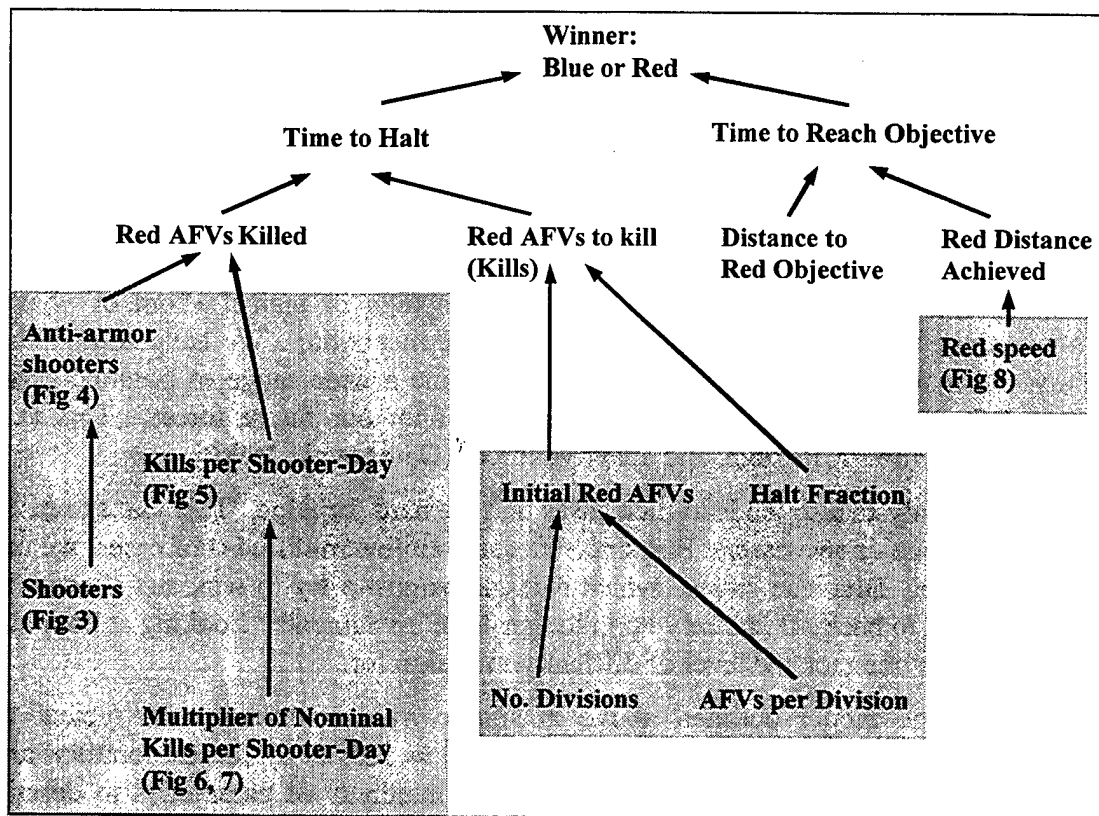 Winner:
Blue or Red
Time to Halt
Time to Reach Objective
Red AFVs Killed
Red AFVs to kill
(Kills)
Distance to
Red Objective
Red Distance
Achieved
Anti-armor
shooters
(Fig 4)
Red speed
(Fig 8)
Kills per Shooter-Day
(Fig 5)
Initial Red AFVs
Halt Fraction
Shooters
(Fig 3)
No. Divisions
AFVs per Division
Multiplier of Nominal
Kills per Shooter-Day
(Fig 6, 7)